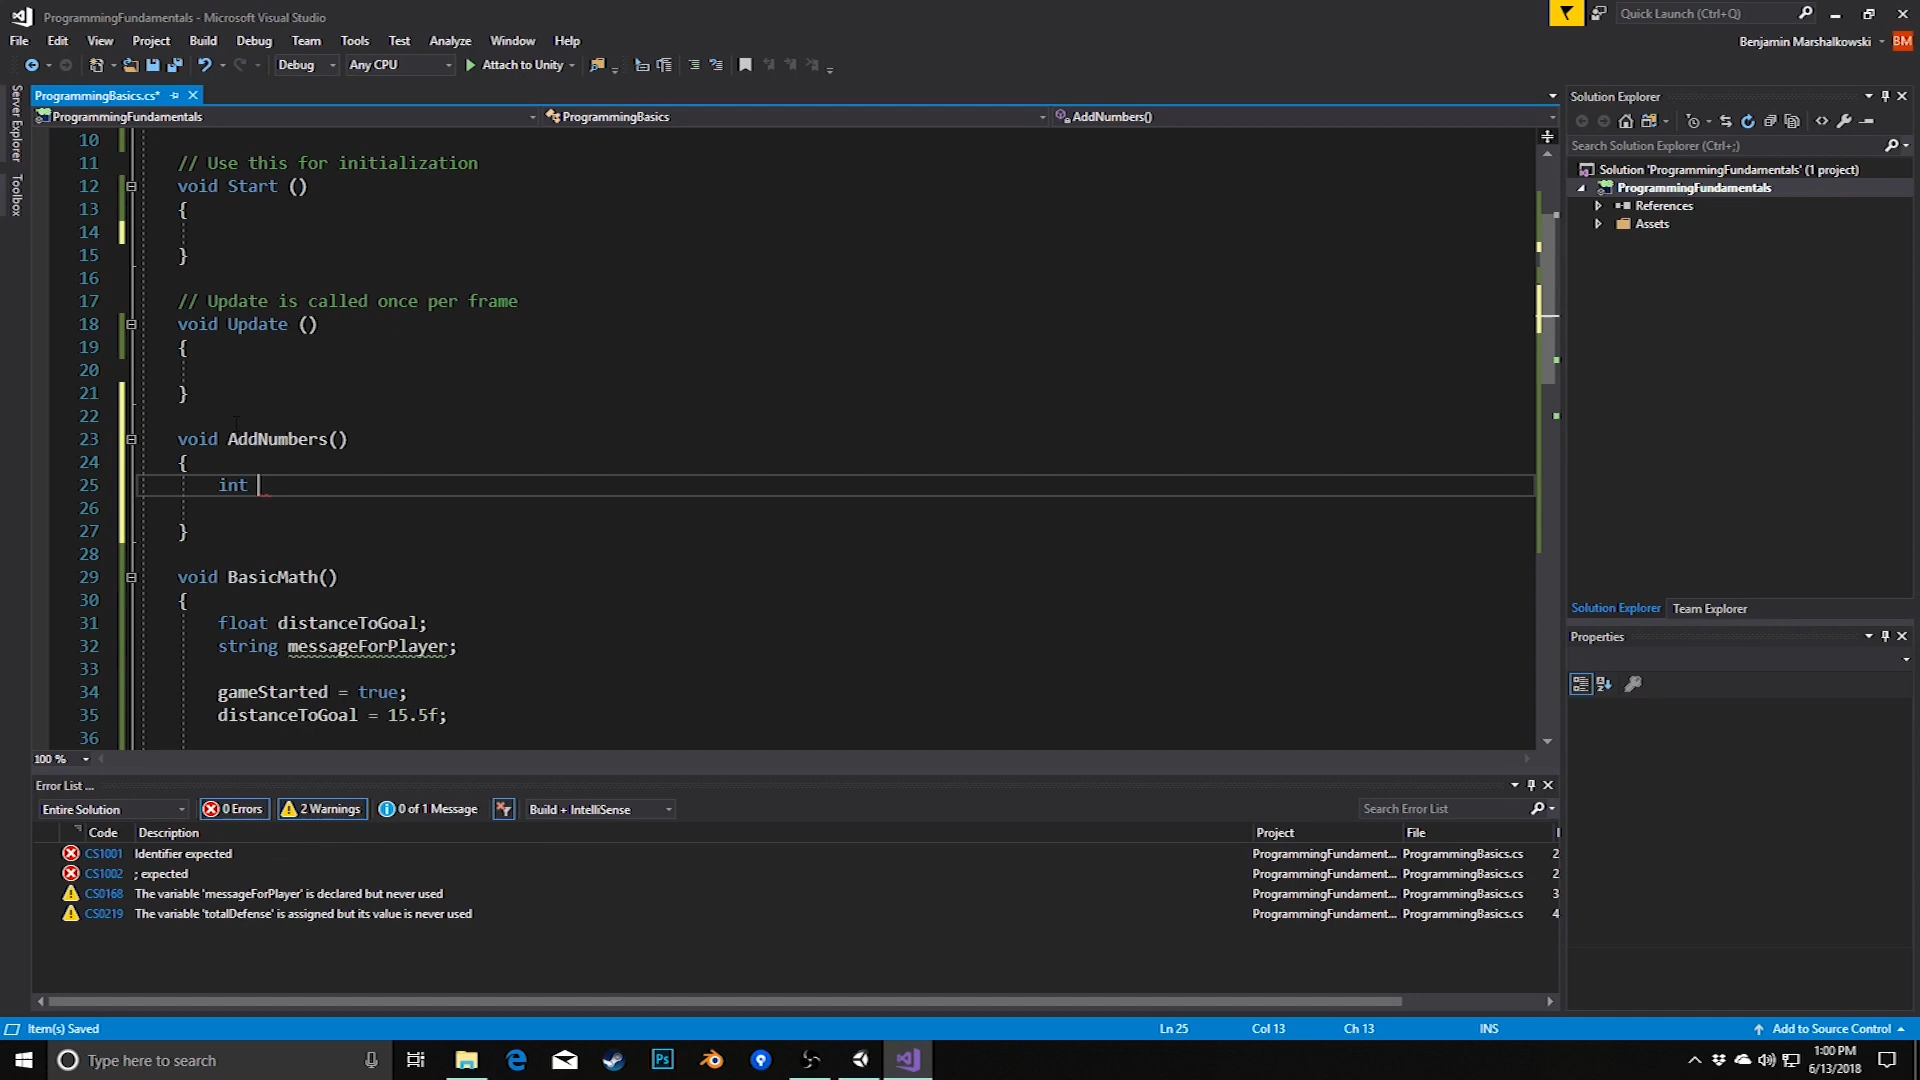 ProgrammingFundamentals - Microsoft Visual Studio
Quick Launch (Ctrl+Q)
File Edit View Project Build Debug Team Tools Test Analyze Window Help
Benjamin Marshalkowski BM
Debug Any CPU Attach to Unity
Server Explorer
Toolbox
ProgrammingBasics.cs*
ProgrammingFundamentals ProgrammingBasics AddNumbers()
10
11 // Use this for initialization
12 void Start ()
13 {
14
15 }
16
17 // Update is called once per frame
18 void Update ()
19 {
20
21 }
22
23 void AddNumbers()
24 {
25 int
26
27 }
28
29 void BasicMath()
30 {
31 float distanceToGoal;
32 string messageForPlayer;
33
34 gameStarted = true;
35 distanceToGoal = 15.5f;
36
100 %
Solution Explorer
Search Solution Explorer (Ctrl+;)
Solution 'ProgrammingFundamentals' (1 project)
ProgrammingFundamentals
References
Assets
Solution Explorer Team Explorer
Properties
Error List ...
Entire Solution 0 Errors 2 Warnings 0 of 1 Message Build + IntelliSense Search Error List
Code Description Project File
CS1001 Identifier expected ProgrammingFundament... ProgrammingBasics.cs 2
CS1002 ; expected ProgrammingFundament... ProgrammingBasics.cs 2
CS0168 The variable 'messageForPlayer' is declared but never used ProgrammingFundament... ProgrammingBasics.cs 3
CS0219 The variable 'totalDefense' is assigned but its value is never used ProgrammingFundament... ProgrammingBasics.cs 4
Item(s) Saved Ln 25 Col 13 Ch 13 INS Add to Source Control
Type here to search
Ps
1:00 PM
6/13/2018